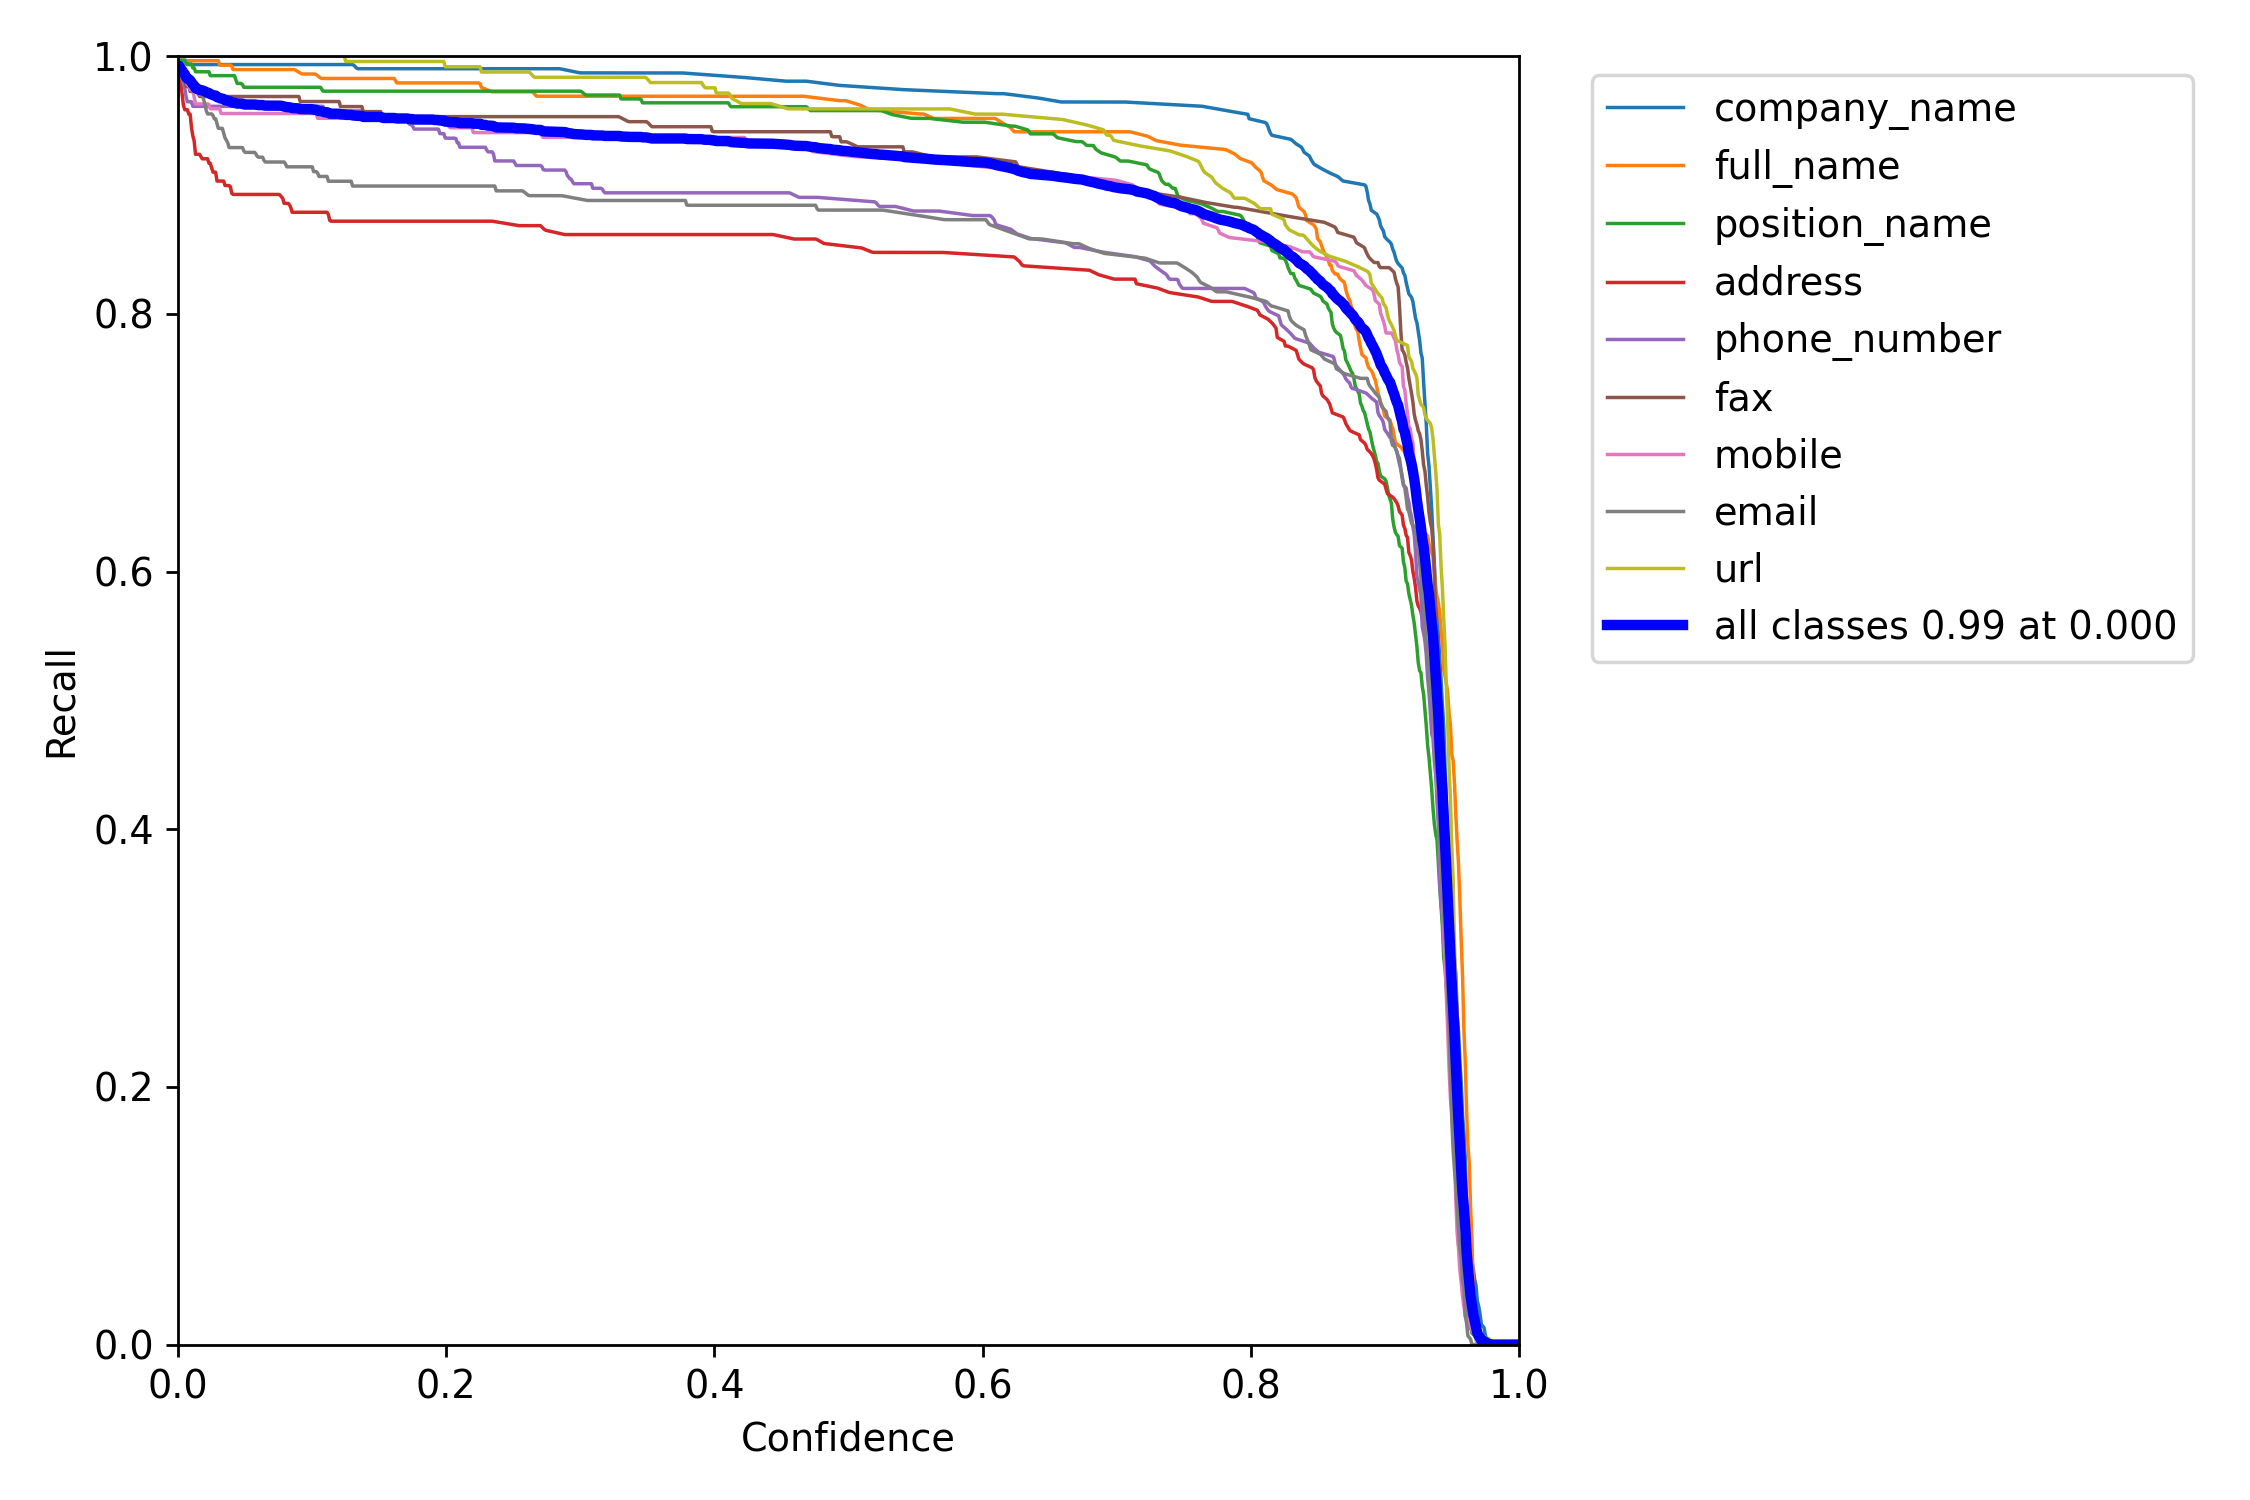 1.0
0.8
0.6
0.4
0.2
0.0
Recall
0.0 0.2 0.4 0.6 0.8 1.0
Confidence
company_name
full_name
position_name
address
phone_number
fax
mobile
email
url
all classes 0.99 at 0.000